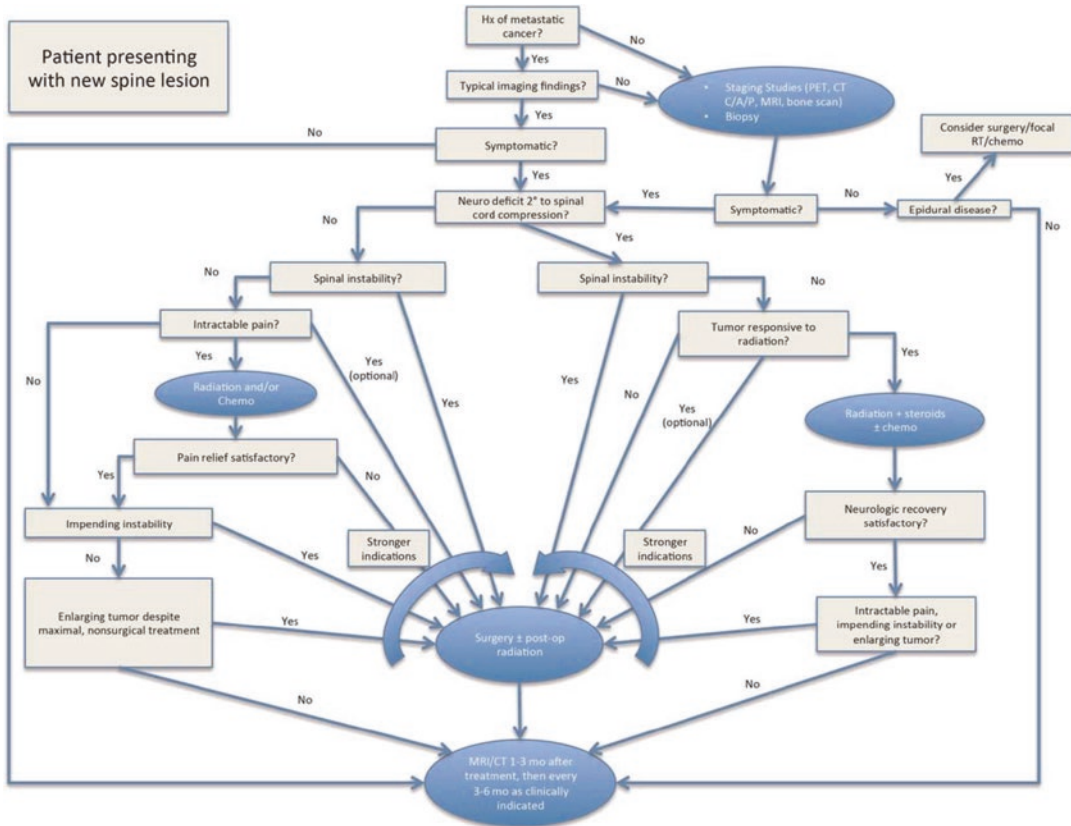 Patient presenting
with new spine lesion
Hx of metastatic
cancer?
No
Yes
Typical imaging findings?
No
• Staging Studies (PET, CT
C/A/P, MRI, bone scan)
• Biopsy
Yes
No
Symptomatic?
Consider surgery/focal
RT/chemo
Yes
Yes
Neuro deficit 2° to spinal
cord compression?
Yes
Symptomatic?
No
Epidural disease?
No
No
Yes
No
Spinal instability?
Spinal instability?
No
Intractable pain?
Tumor responsive to
radiation?
Yes
Yes
(optional)
Yes
No
Yes
No
Radiation and/or
Chemo
Yes
Yes
(optional)
Radiation + steroids
± chemo
Pain relief satisfactory?
Yes
No
Impending instability
Neurologic recovery
satisfactory?
No
Yes
Stronger
indications
Stronger
indications
No
Yes
Enlarging tumor despite
maximal, nonsurgical treatment
Yes
Surgery ± post-op
radiation
Yes
Intractable pain,
impending instability or
enlarging tumor?
No
No
MRI/CT 1-3 mo after
treatment, then every
3-6 mo as clinically
indicated